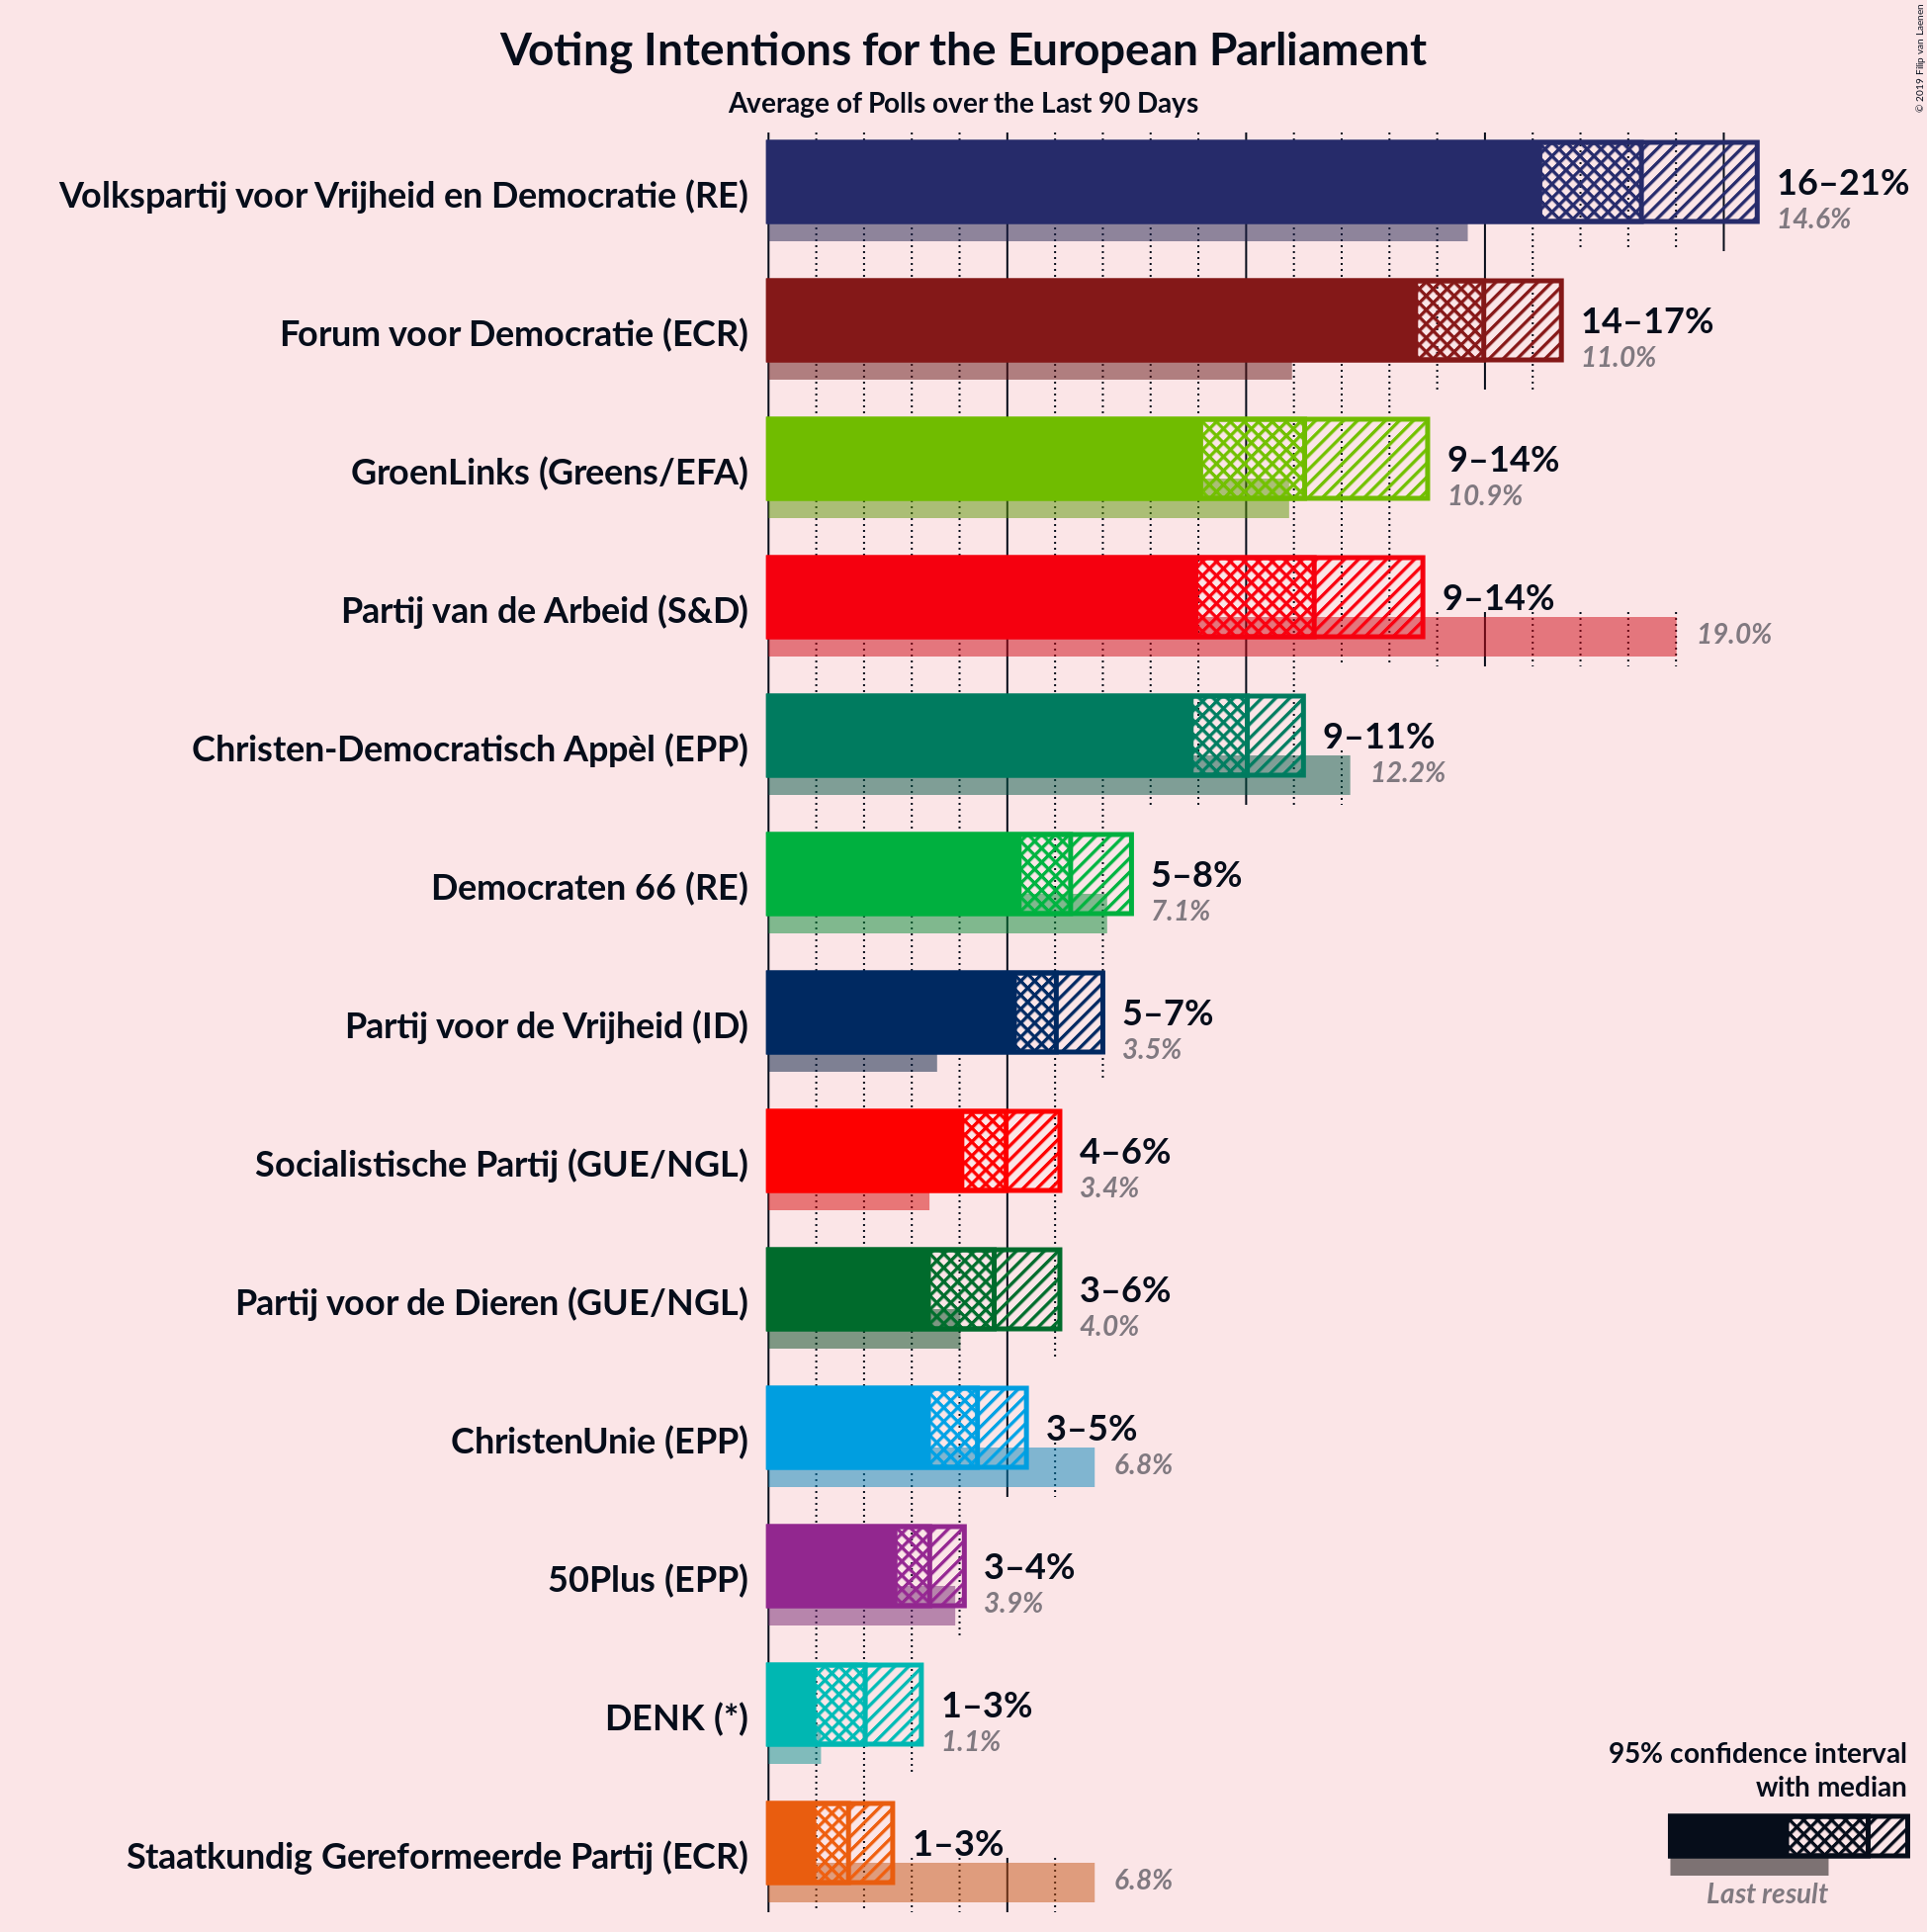 Voting Intentions for the European Parliament
Average of Polls over the Last 90 Days
© 2019 Filip van Laenen
Volkspartij voor Vrijheid en Democratie (RE)
16–21%
14.6%
Forum voor Democratie (ECR)
14–17%
11.0%
GroenLinks (Greens/EFA)
9–14%
10.9%
Partij van de Arbeid (S&D)
9–14%
19.0%
Christen-Democratisch Appèl (EPP)
9–11%
12.2%
Democraten 66 (RE)
5–8%
7.1%
Partij voor de Vrijheid (ID)
5–7%
3.5%
Socialistische Partij (GUE/NGL)
4–6%
3.4%
Partij voor de Dieren (GUE/NGL)
3–6%
4.0%
ChristenUnie (EPP)
3–5%
6.8%
50Plus (EPP)
3–4%
3.9%
DENK (*)
1–3%
1.1%
Staatkundig Gereformeerde Partij (ECR)
1–3%
6.8%
95% confidence interval
with median
Last result